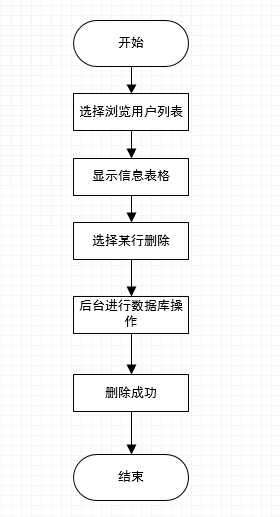 开始
选择浏览用户列表
显示信息表格
选择某行删除
后台进行数据库操
作
删除成功
结束